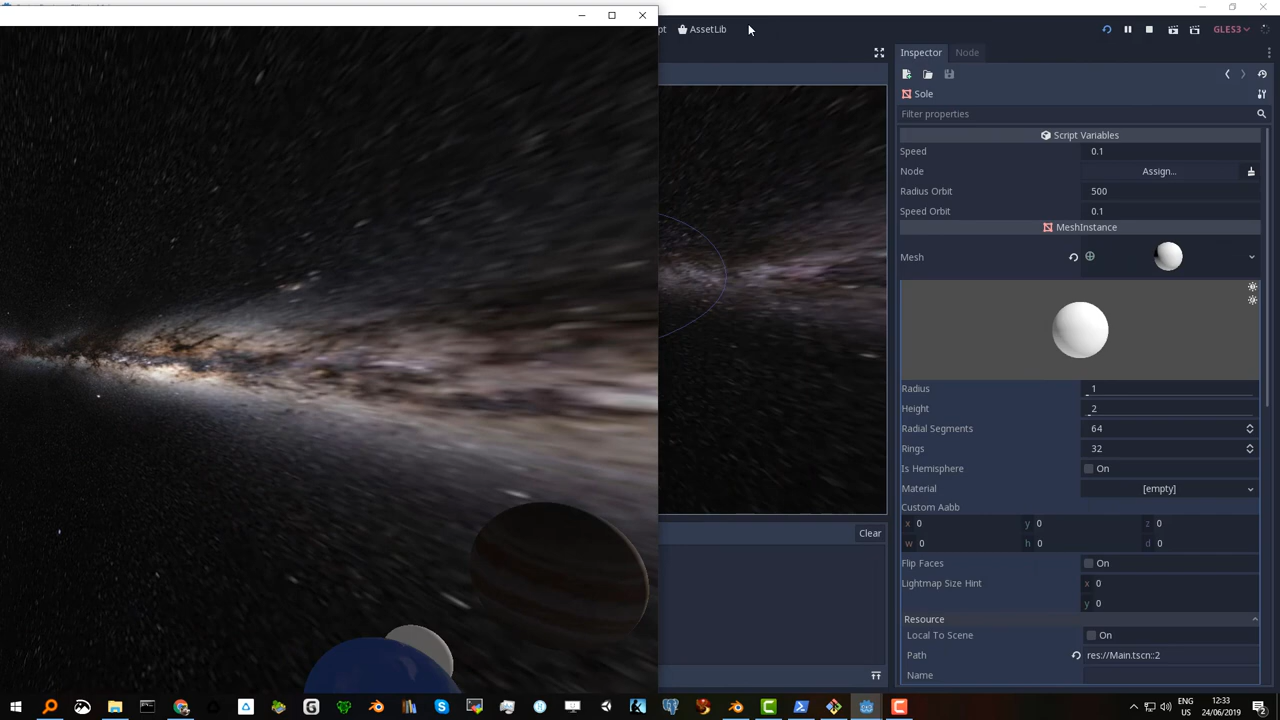 pt
AssetLib
GLES3
Inspector
Node
Sole
Filter properties
Script Variables
Speed
0.1
Node
Assign...
Radius Orbit
500
Speed Orbit
0.1
MeshInstance
Mesh
Radius
1
Height
2
Radial Segments
64
Rings
32
Is Hemisphere
On
Material
[empty]
Custom Aabb
x 0
y 0
z 0
w 0
h 0
d 0
Clear
Flip Faces
On
Lightmap Size Hint
x 0
y 0
Resource
Local To Scene
On
Path
res://Main.tscn::2
Name
ENG
12:33
24/06/2019